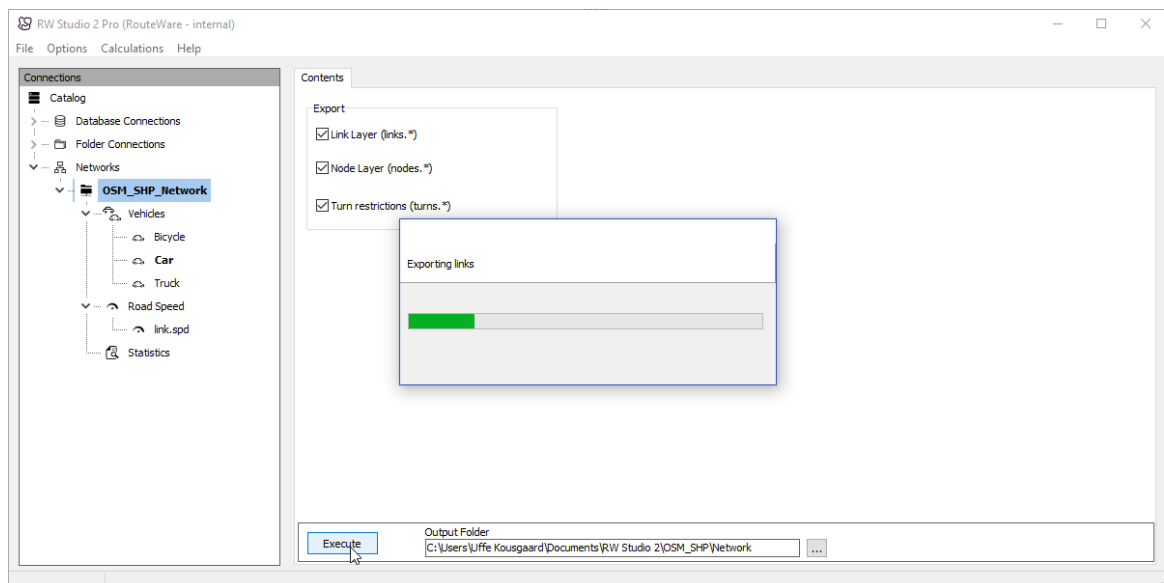 RW Studio 2 Pro (RouteWare - internal)
File Options Calculations Help
Connections
Catalog
Database Connections
Folder Connections
Networks
OSM_SHP_Network
Vehicles
Bicycle
Car
Truck
Road Speed
link.spd
Statistics
Contents
Export
Link Layer (links.*)
Node Layer (nodes.*)
Turn restrictions (turns.*)
Exporting links
Execute
Output Folder
C:\Users\Uffe Kousgaard\Documents\RW Studio 2\OSM_SHP\Network
...